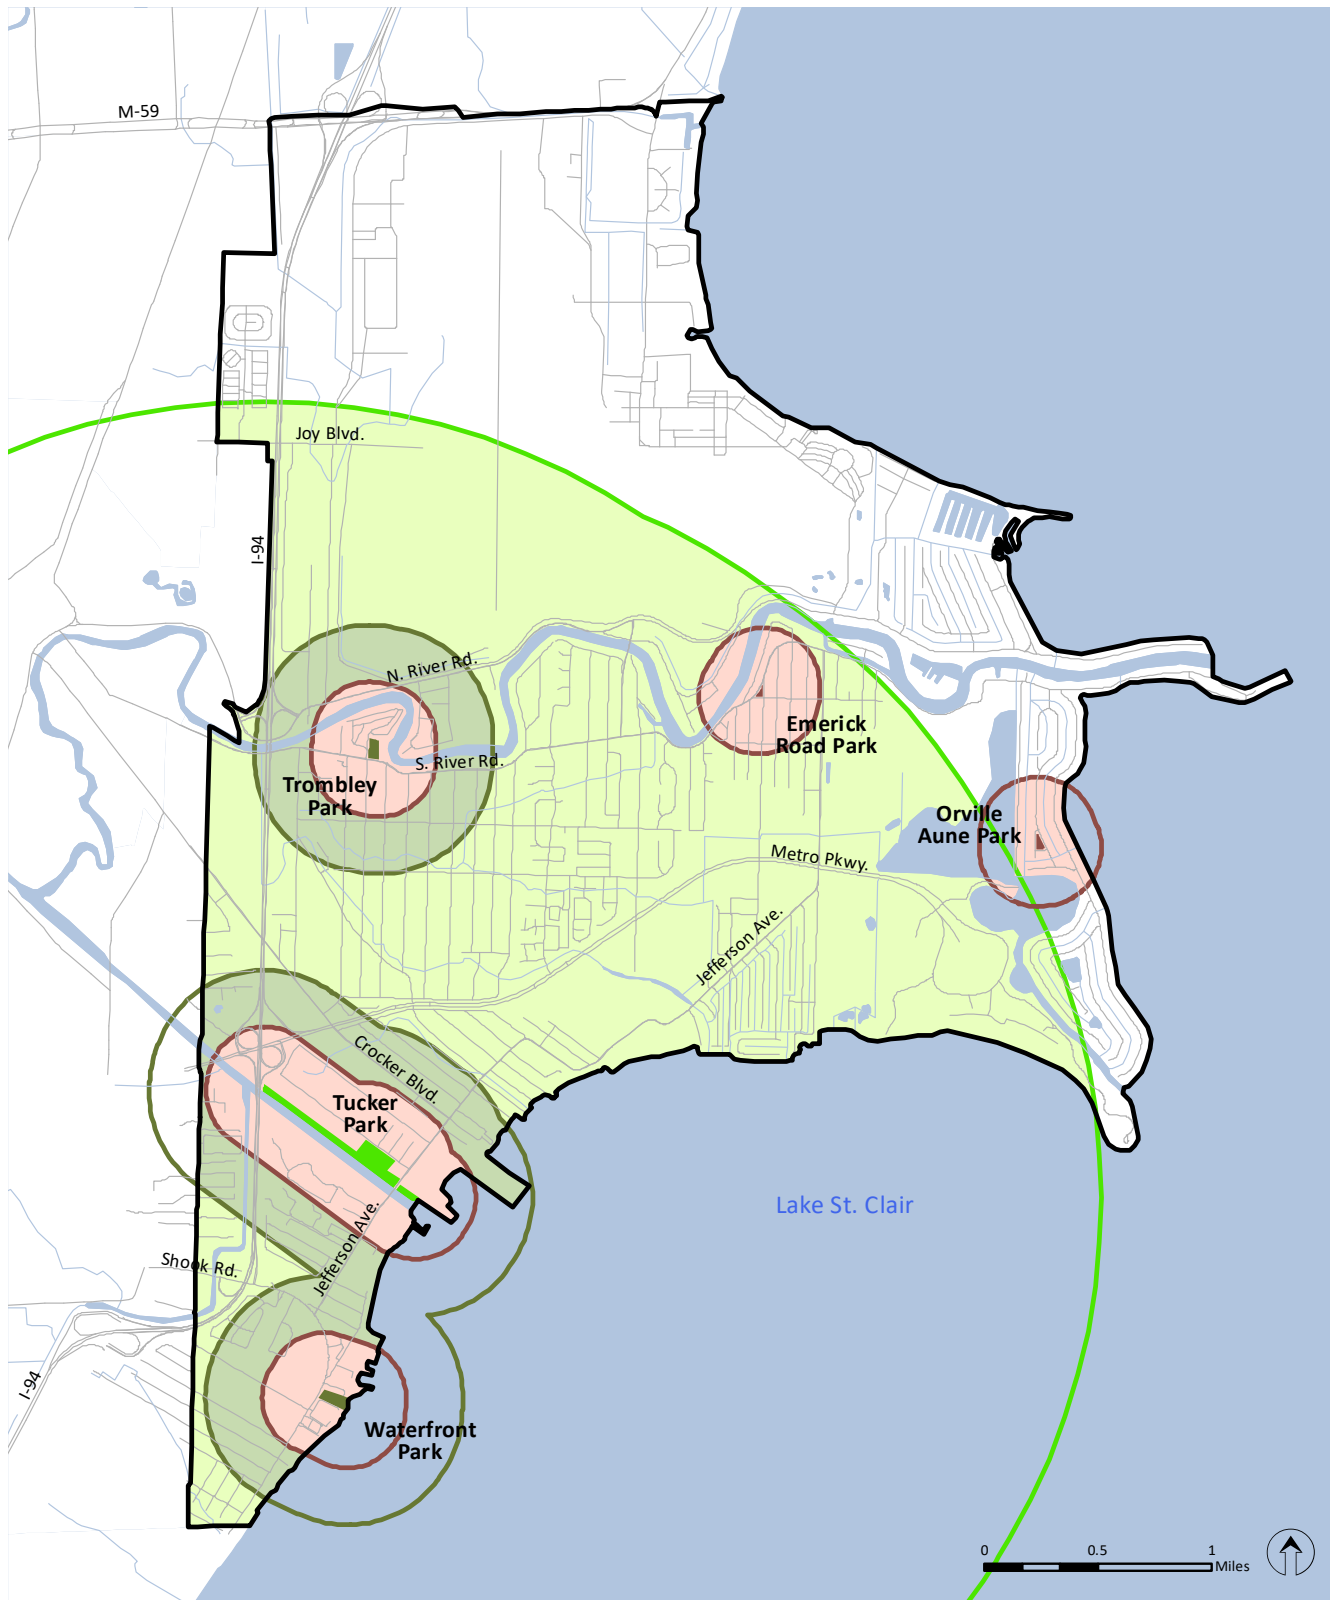 M-59
Joy Blvd.
I-94
N. River Rd.
Emerick
Road Park
S. River Rd.
Trombley
Park
Orville
Aune Park
Metro Pkwy.
Jefferson Ave.
Crocker Blvd.
Tucker
Park
Lake St. Clair
Jefferson Ave.
Shook Rd.
I-94
Waterfront
Park
0 0.5 1
Miles